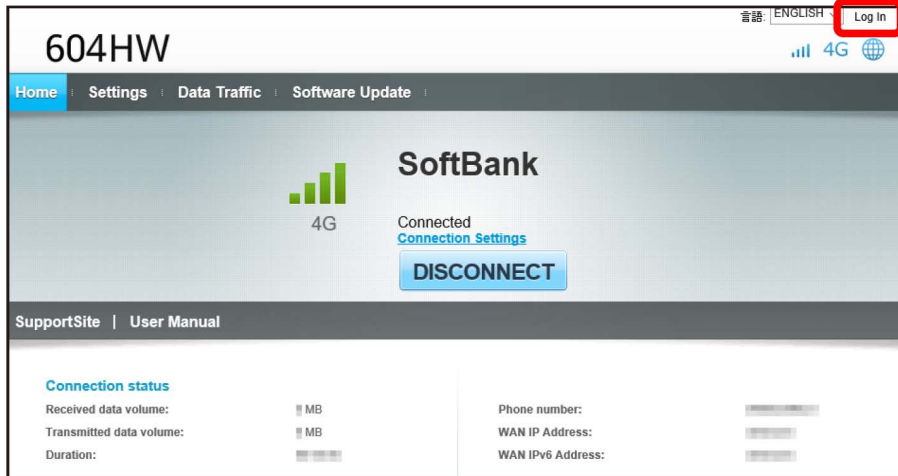 言語: ENGLISH Log In
604HW
4G
Home Settings Data Traffic Software Update
SoftBank
4G
Connected
Connection Settings
DISCONNECT
SupportSite | User Manual
Connection status
Received data volume: MB
Phone number:
Transmitted data volume: MB
WAN IP Address:
Duration:
WAN IPv6 Address: